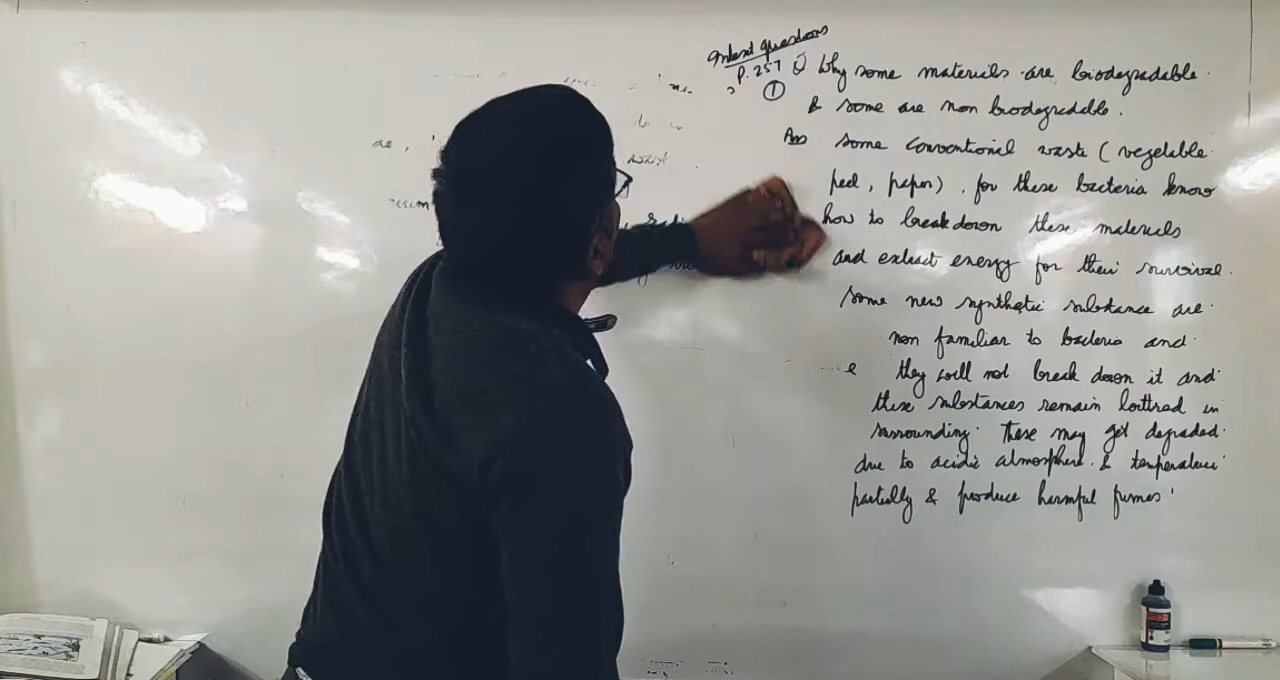 Intext questions
P. 257 Q Why some materials are biodegradable
①
& some are non biodegradable.
Ans some conventional waste ( vegetable
peel, paper) , for these bacteria know
how to break down these materials
and extract energy for their survival.
some new synthetic substance are
non familiar to bacteria and
they will not break down it and
these substances remain in
surrounding. These may get degraded
due to acidic atmosphere & temperature
partially & produce harmful fumes